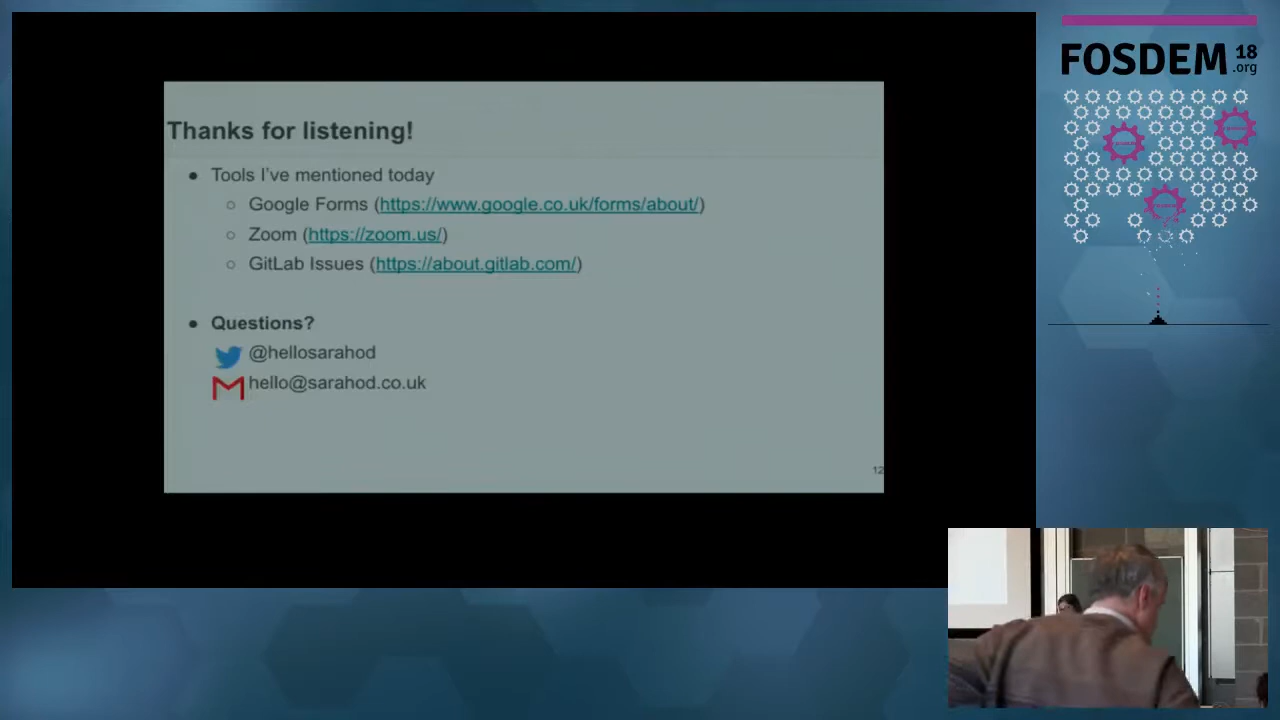 Thanks for listening!
● Tools I've mentioned today
○ Google Forms (https://www.google.co.uk/forms/about/)
○ Zoom (https://zoom.us/)
○ GitLab Issues (https://about.gitlab.com/)
● Questions?
@hellosarahod
hello@sarahod.co.uk
12
FOSDEM 18
.org